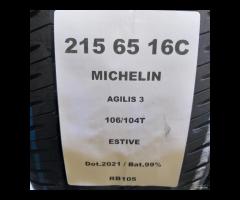 215 65 16C
MICHELIN
AGILIS 3
106/104T
ESTIVE
Dot.2021 / Bat.99%
RB105